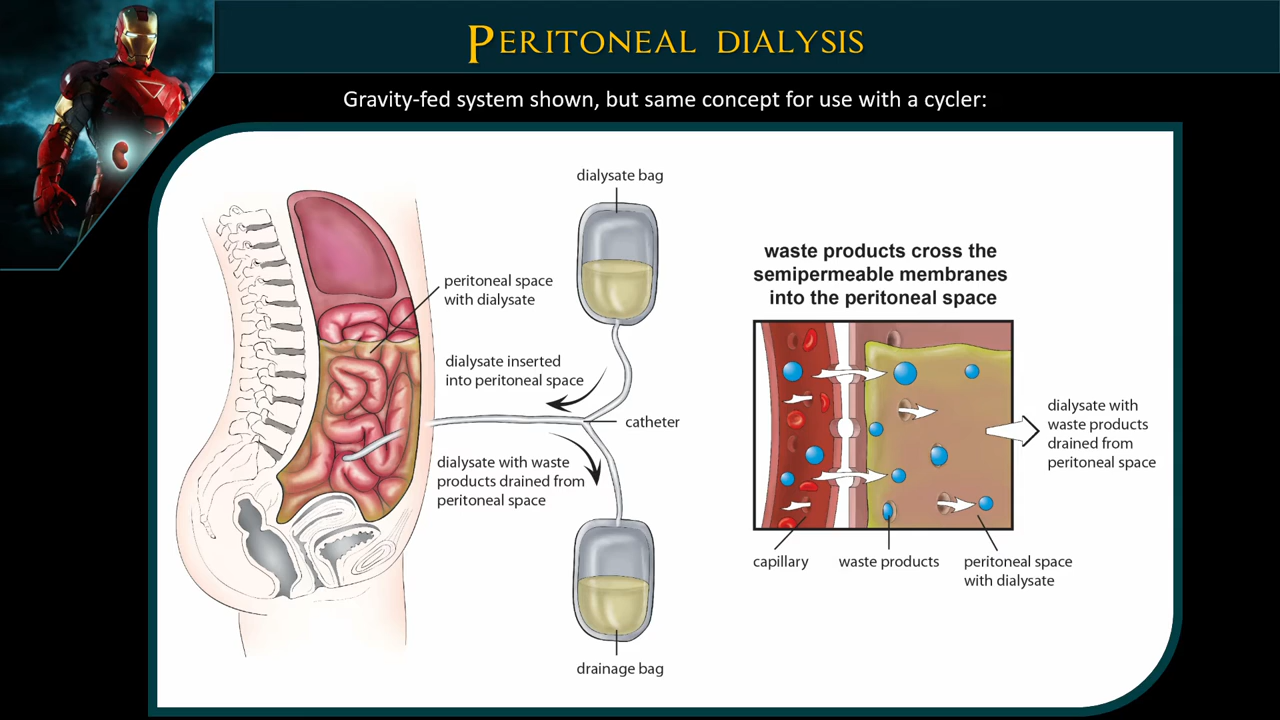 PERITONEAL DIALYSIS
Gravity-fed system shown, but same concept for use with a cycler:
dialysate bag
peritoneal space
with dialysate
dialysate inserted
into peritoneal space
catheter
dialysate with waste
products drained from
peritoneal space
drainage bag
waste products cross the
semipermeable membranes
into the peritoneal space
dialysate with
waste products
drained from
peritoneal space
capillary
waste products
peritoneal space
with dialysate